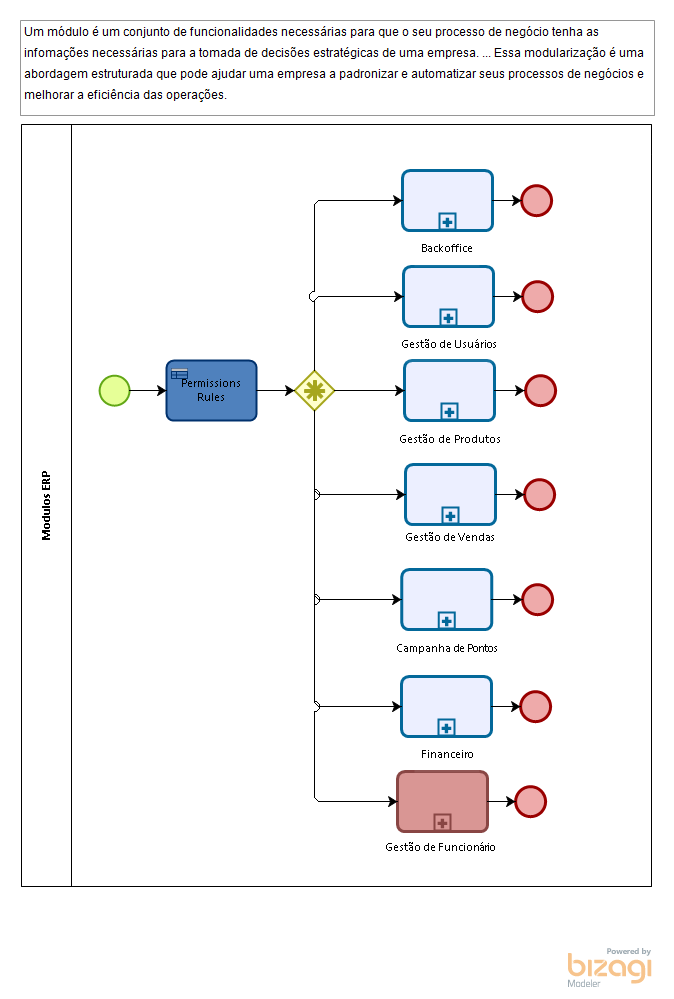 Um módulo é um conjunto de funcionalidades necessárias para que o seu processo de negócio tenha as
infomações necessárias para a tomada de decisões estratégicas de uma empresa. ... Essa modularização é uma
abordagem estruturada que pode ajudar uma empresa a padronizar e automatizar seus processos de negócios e
melhorar a eficiência das operações.
Modulos ERP
Permissions
Rules
Backoffice
Gestão de Usuários
Gestão de Produtos
Gestão de Vendas
Campanha de Pontos
Financeiro
Gestão de Funcionário
Powered by
bizagi
Modeler